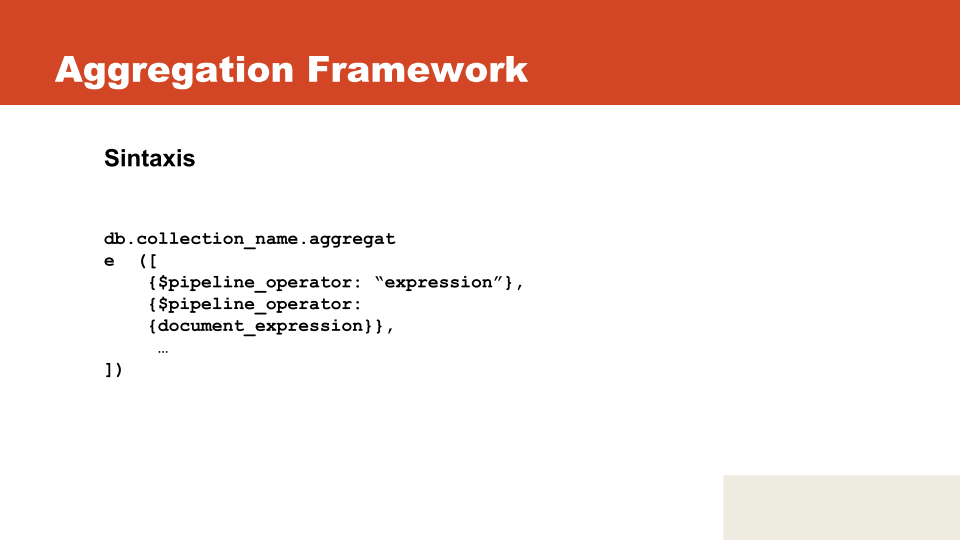 Aggregation Framework
Sintaxis
db.collection_name.aggregat
e  ([
    {$pipeline_operator: “expression”},
    {$pipeline_operator:
    {document_expression}},
     …
])